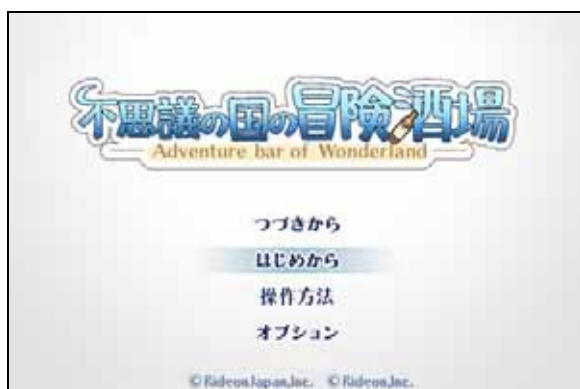 不思議の国の冒険酒場
Adventure bar of Wonderland
つづきから
はじめから
操作方法
オプション
©RideonJapan,Inc. ©Rideon,Inc.